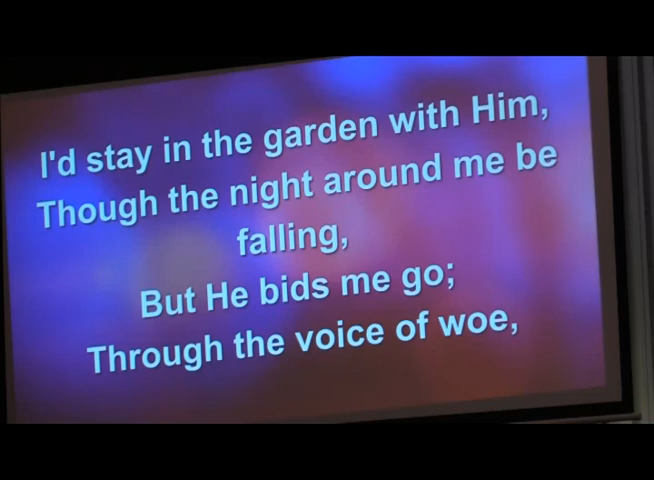 I'd stay in the garden with Him,
Though the night around me be
falling,
But He bids me go;
Through the voice of woe,